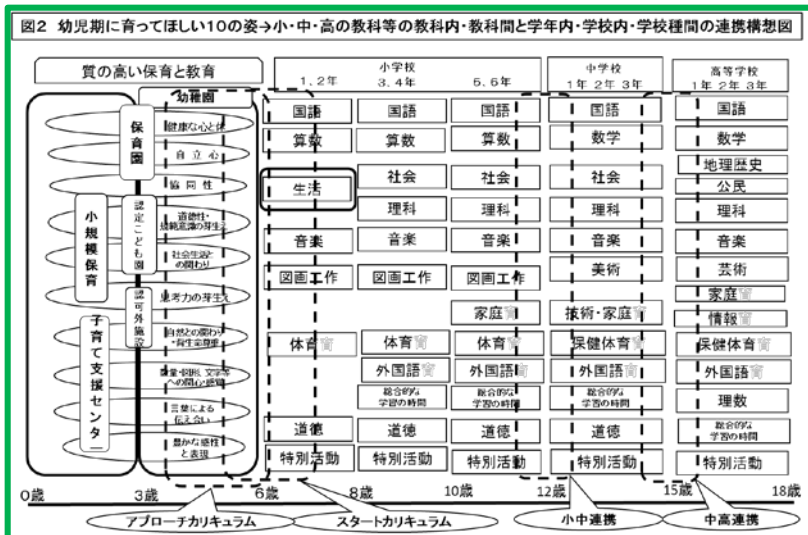 図2 幼児期に育ってほしい10の姿→小・中・高の教科等の教科内・教科間と学年内・学校内・学校種間の連携構想図
質の高い保育と教育
小学校
1，2年 3．4年 5．6年
中学校
1年 2年 3年
高等学校
1年 2年 3年
幼稚園
保育園
認定こども園
認可外施設
小規模保育
子育て支援センター
健康な心と体
自立心
協同性
道徳性・
規範意識の芽生え
社会生活と
の関わり
思考力の芽生え
自然との関わり
・生命尊重
数量・図形、文字等
への関心・感覚
言葉による
伝え合い
豊かな感性
と表現
国語
算数
生活
音楽
図画工作
体育
道徳
特別活動
国語
算数
社会
理科
音楽
図画工作
体育
外国語
総合的な
学習の時間
道徳
特別活動
国語
算数
社会
理科
音楽
図画工作
家庭
体育
外国語
総合的な
学習の時間
道徳
特別活動
国語
数学
社会
理科
音楽
美術
技術・家庭
保健体育
外国語
総合的な
学習の時間
道徳
特別活動
国語
数学
地理歴史
公民
理科
音楽
芸術
家庭
情報
保健体育
外国語
理数
総合的な
学習の時間
特別活動
0歳 3歳 6歳 8歳 10歳 12歳 15歳 18歳
アプローチカリキュラム
スタートカリキュラム
小中連携
中高連携